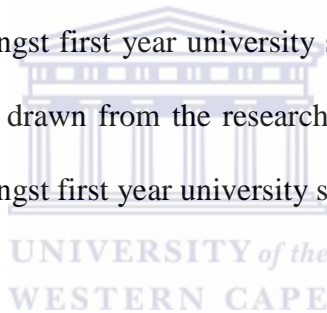 ngst first year university s
drawn from the research
ngst first year university s
UNIVERSITY of the
WESTERN CAPE